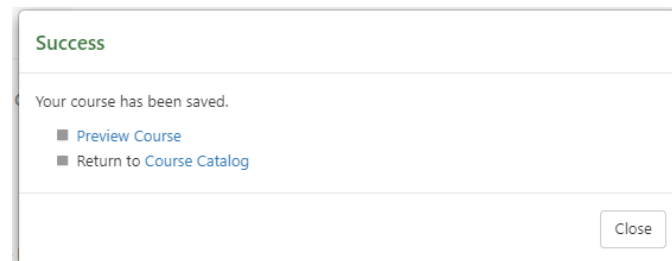 Success
Your course has been saved.
Preview Course
Return to Course Catalog
Close